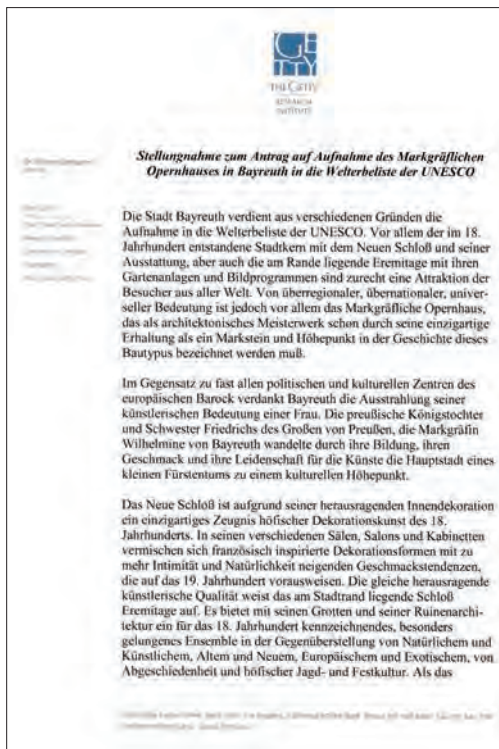 GE
TTY
THE GETTY
RESEARCH
INSTITUTE
Stellungnahme zum Antrag auf Aufnahme des Markgräflichen
Opernhauses in Bayreuth in die Welterbeliste der UNESCO
Die Stadt Bayreuth verdient aus verschiedenen Gründen die
Aufnahme in die Welterbeliste der UNESCO. Vor allem der im 18.
Jahrhundert entstandene Stadtkern mit dem Neuen Schloß und seiner
Ausstattung, aber auch die am Rande liegende Eremitage mit ihren
Gartenanlagen und Bildprogrammen sind zurecht eine Attraktion der
Besucher aus aller Welt. Von überregionaler, übernationaler, univer-
seller Bedeutung ist jedoch vor allem das Markgräfliche Opernhaus,
das als architektonisches Meisterwerk schon durch seine einzigartige
Erhaltung als ein Markstein und Höhepunkt in der Geschichte dieses
Bautypus bezeichnet werden muß.
Im Gegensatz zu fast allen politischen und kulturellen Zentren des
europäischen Barock verdankt Bayreuth die Ausstrahlung seiner
künstlerischen Bedeutung einer Frau. Die preußische Königstochter
und Schwester Friedrichs des Großen von Preußen, die Markgräfin
Wilhelmine von Bayreuth wandelte durch ihre Bildung, ihren
Geschmack und ihre Leidenschaft für die Künste die Hauptstadt eines
kleinen Fürstentums zu einem kulturellen Höhepunkt.
Das Neue Schloß ist aufgrund seiner herausragenden Innendekoration
ein einzigartiges Zeugnis höfischer Dekorationskunst des 18.
Jahrhunderts. In seinen verschiedenen Sälen, Salons und Kabinetten
vermischen sich französisch inspirierte Dekorationsformen mit zu
mehr Intimität und Natürlichkeit neigenden Geschmackstendenzen,
die auf das 19. Jahrhundert vorausweisen. Die gleiche herausragende
künstlerische Qualität weist das am Stadtrand liegende Schloß
Eremitage auf. Es bietet mit seinen Grotten und seiner Ruinenarchi-
tektur ein für das 18. Jahrhundert kennzeichnendes, besonders
gelungenes Ensemble in der Gegenüberstellung von Natürlichem und
Künstlichem, Altem und Neuem, Europäischem und Exotischem, von
Abgeschiedenheit und höfischer Jagd- und Festkultur. Als das